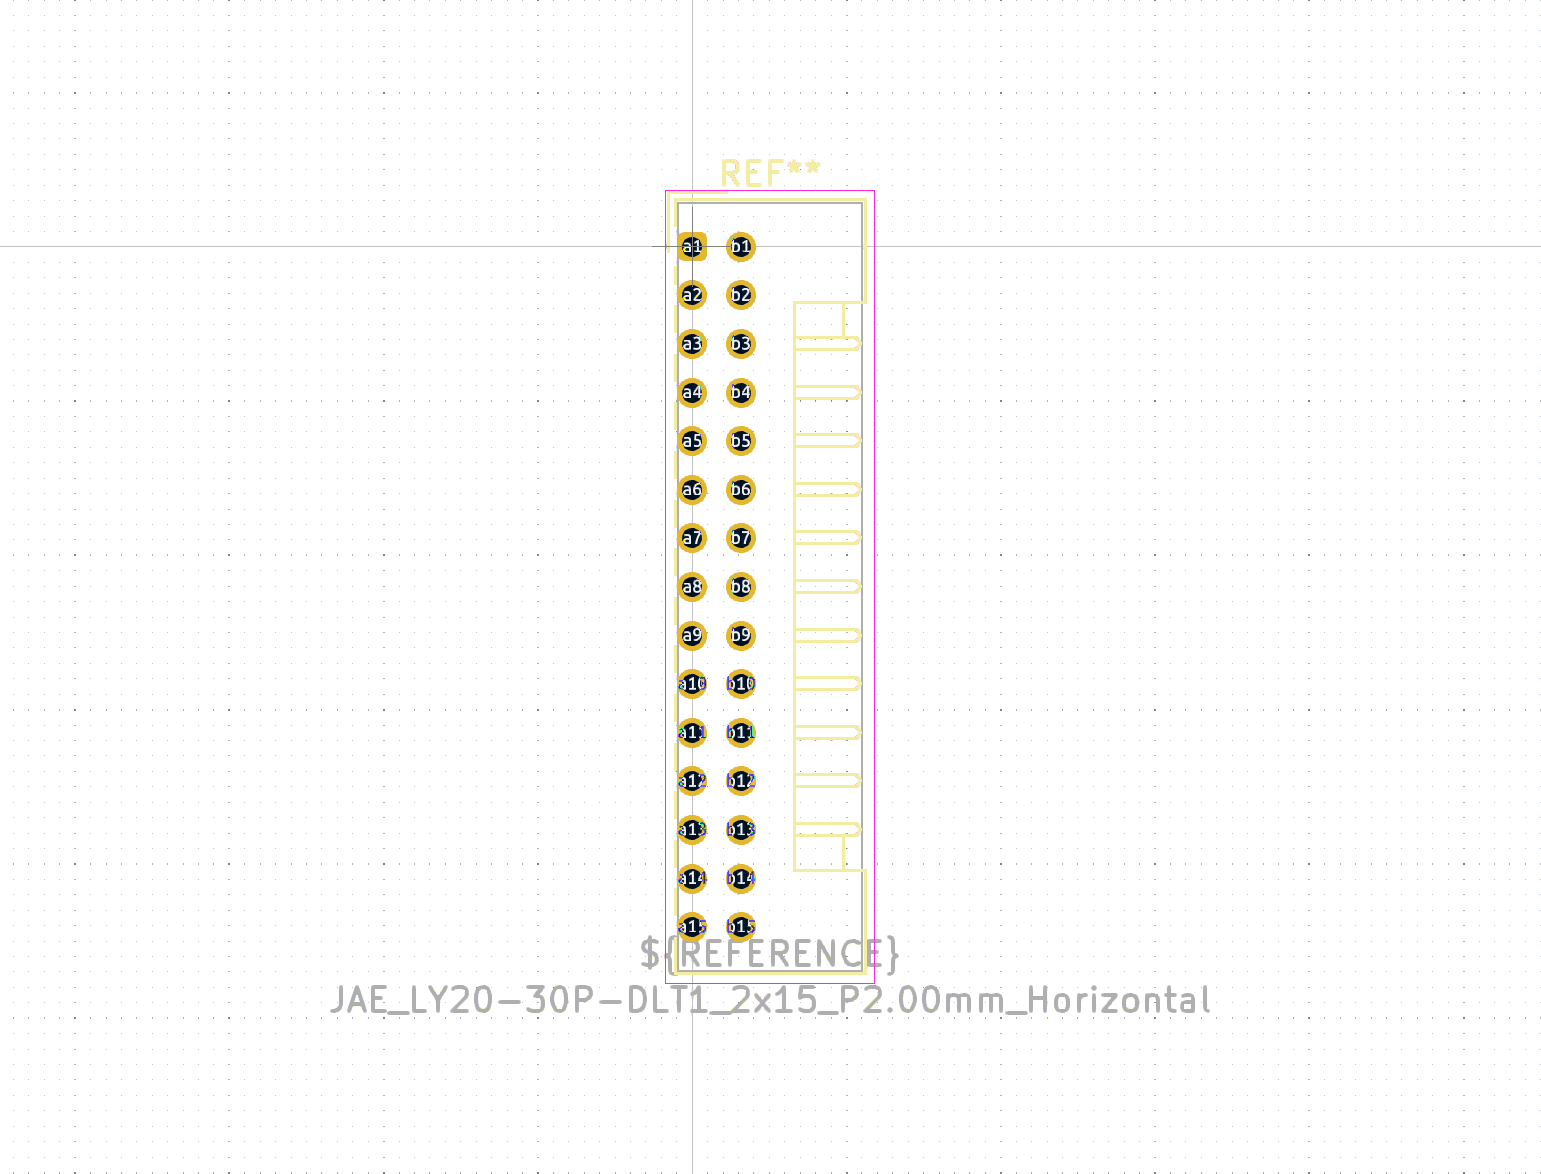 REF**
a1 b1
a2 b2
a3 b3
a4 b4
a5 b5
a6 b6
a7 b7
a8 b8
a9 b9
a10 b10
a11 b11
a12 b12
a13 b13
a14 b14
a15 b15
${REFERENCE}
JAE_LY20-30P-DLT1_2x15_P2.00mm_Horizontal